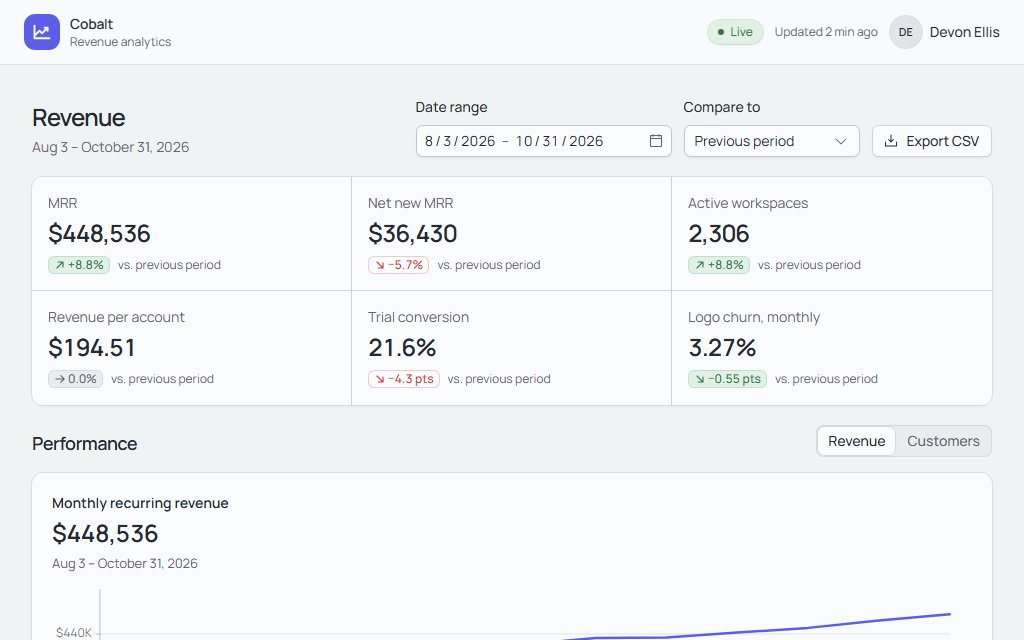 Cobalt
Revenue analytics
Live
Updated 2 min ago
DE
Devon Ellis
Revenue
Aug 3 – October 31, 2026
Date range
8/3/2026 – 10/31/2026
Compare to
Previous period
Export CSV
MRR
$448,536
+8.8% vs. previous period
Net new MRR
$36,430
−5.7% vs. previous period
Active workspaces
2,306
+8.8% vs. previous period
Revenue per account
$194.51
0.0% vs. previous period
Trial conversion
21.6%
−4.3 pts vs. previous period
Logo churn, monthly
3.27%
−0.55 pts vs. previous period
Performance
Revenue
Customers
Monthly recurring revenue
$448,536
Aug 3 – October 31, 2026
$440K